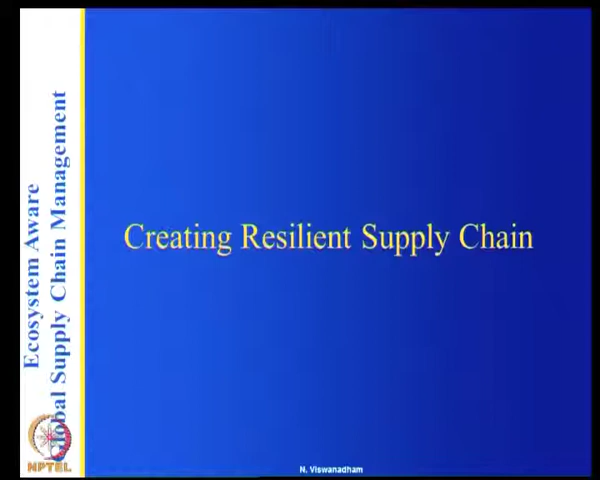 Ecosystem Aware
Global Supply Chain Management
Creating Resilient Supply Chain
NPTEL
N. Viswanadham